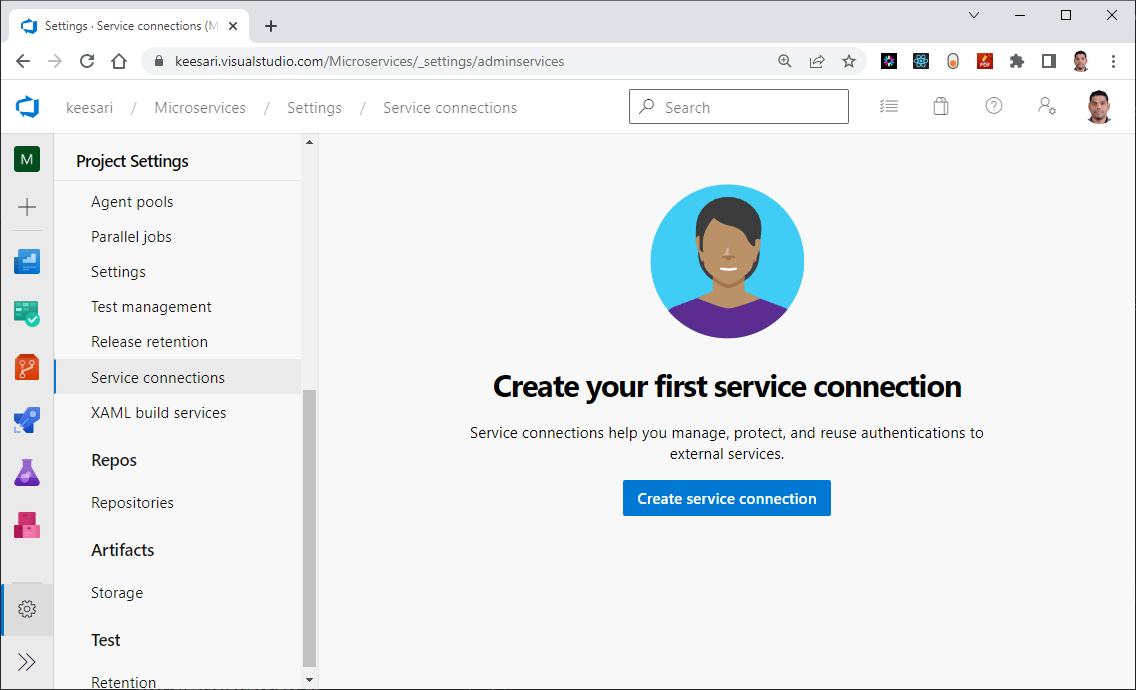 Settings · Service connections (M
keesari.visualstudio.com/Microservices/_settings/adminservices
PDF
keesari / Microservices / Settings / Service connections
Search
M
Project Settings
Agent pools
Parallel jobs
Settings
Test management
Release retention
Service connections
XAML build services
Repos
Repositories
Artifacts
Storage
Test
Retention
Create your first service connection
Service connections help you manage, protect, and reuse authentications to
external services.
Create service connection